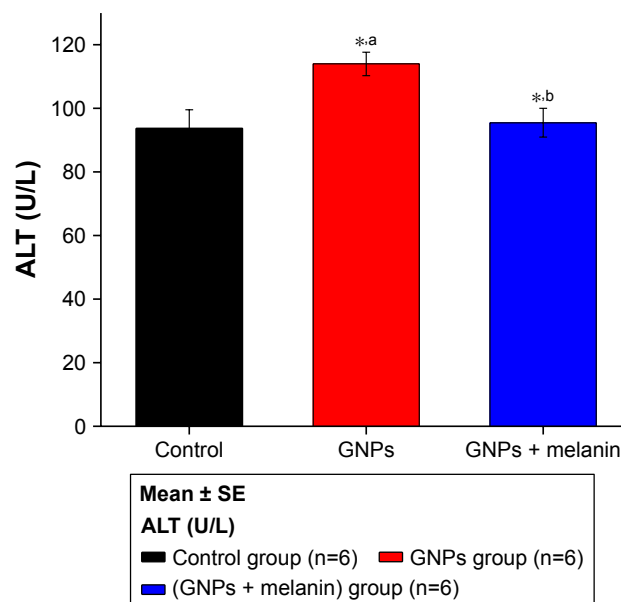 120
100
80
60
40
20
0
ALT (U/L)
*,a
*,b
Control GNPs GNPs + melanin
Mean ± SE
ALT (U/L)
Control group (n=6) GNPs group (n=6)
(GNPs + melanin) group (n=6)